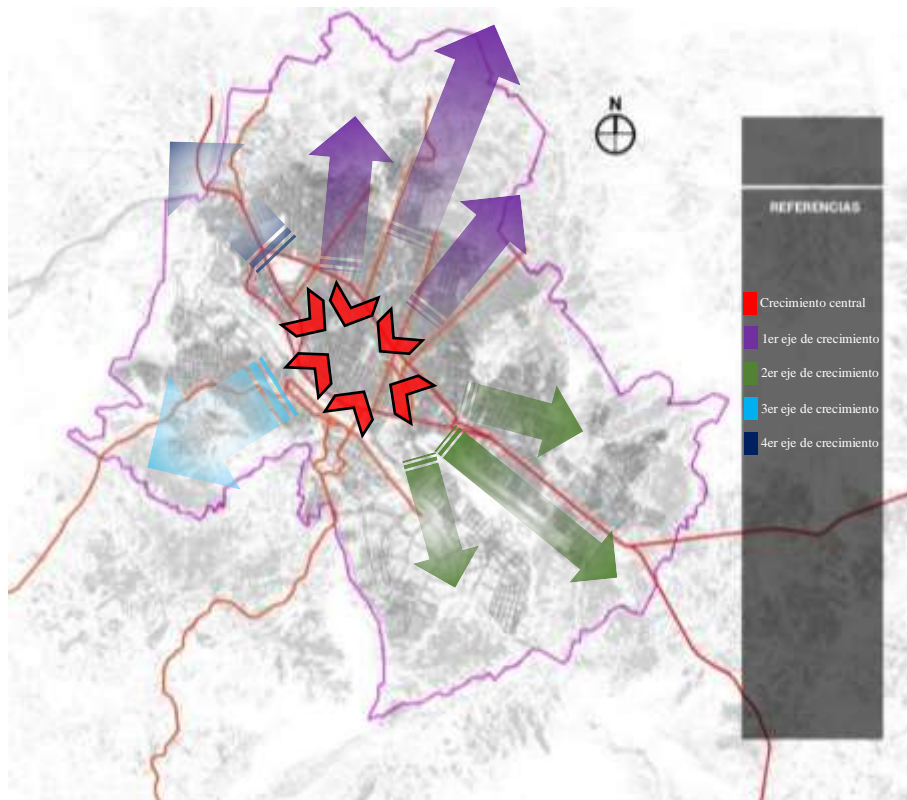 N
REFERENCIAS
Crecimiento central
1er eje de crecimiento
2er eje de crecimiento
3er eje de crecimiento
4er eje de crecimiento